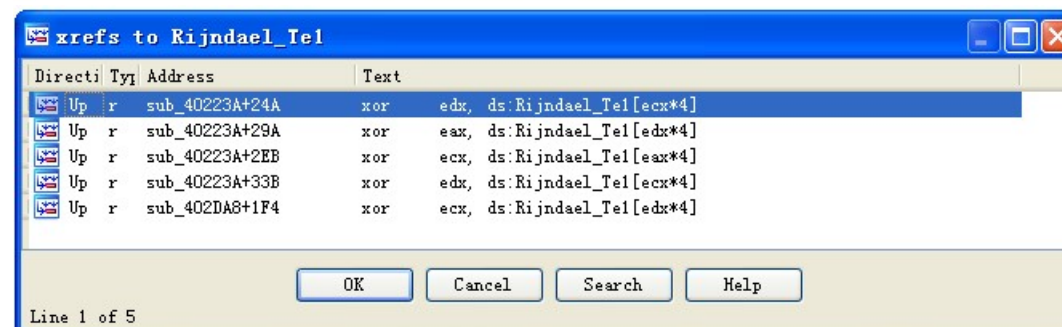 xrefs to Rijndael_Te1
Directi Typ Address Text
Up r sub_40223A+24A xor edx, ds:Rijndael_Te1[ecx*4]
Up r sub_40223A+29A xor eax, ds:Rijndael_Te1[edx*4]
Up r sub_40223A+2EB xor ecx, ds:Rijndael_Te1[eax*4]
Up r sub_40223A+33B xor edx, ds:Rijndael_Te1[ecx*4]
Up r sub_402DA8+1F4 xor ecx, ds:Rijndael_Te1[edx*4]
OK Cancel Search Help
Line 1 of 5